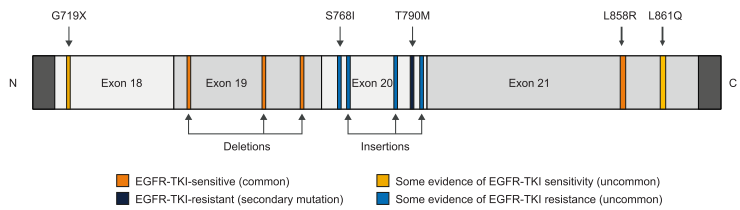 G719X S768I T790M L858R L861Q
N Exon 18 Exon 19 Exon 20 Exon 21 C
Deletions Insertions
EGFR-TKI-sensitive (common) Some evidence of EGFR-TKI sensitivity (uncommon)
EGFR-TKI-resistant (secondary mutation) Some evidence of EGFR-TKI resistance (uncommon)